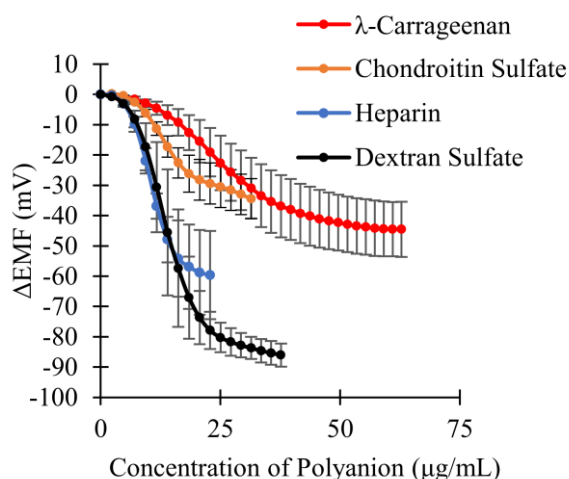 λ-Carrageenan
Chondroitin Sulfate
Heparin
Dextran Sulfate
10
0
-10
-20
-30
-40
-50
-60
-70
-80
-90
-100
ΔEMF (mV)
0
25
50
75
Concentration of Polyanion (μg/mL)